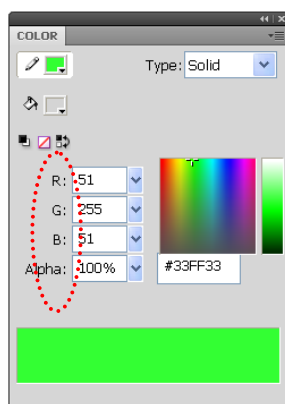 COLOR
Type: Solid
R: 51
G: 255
B: 51
Alpha: 100% #33FF33